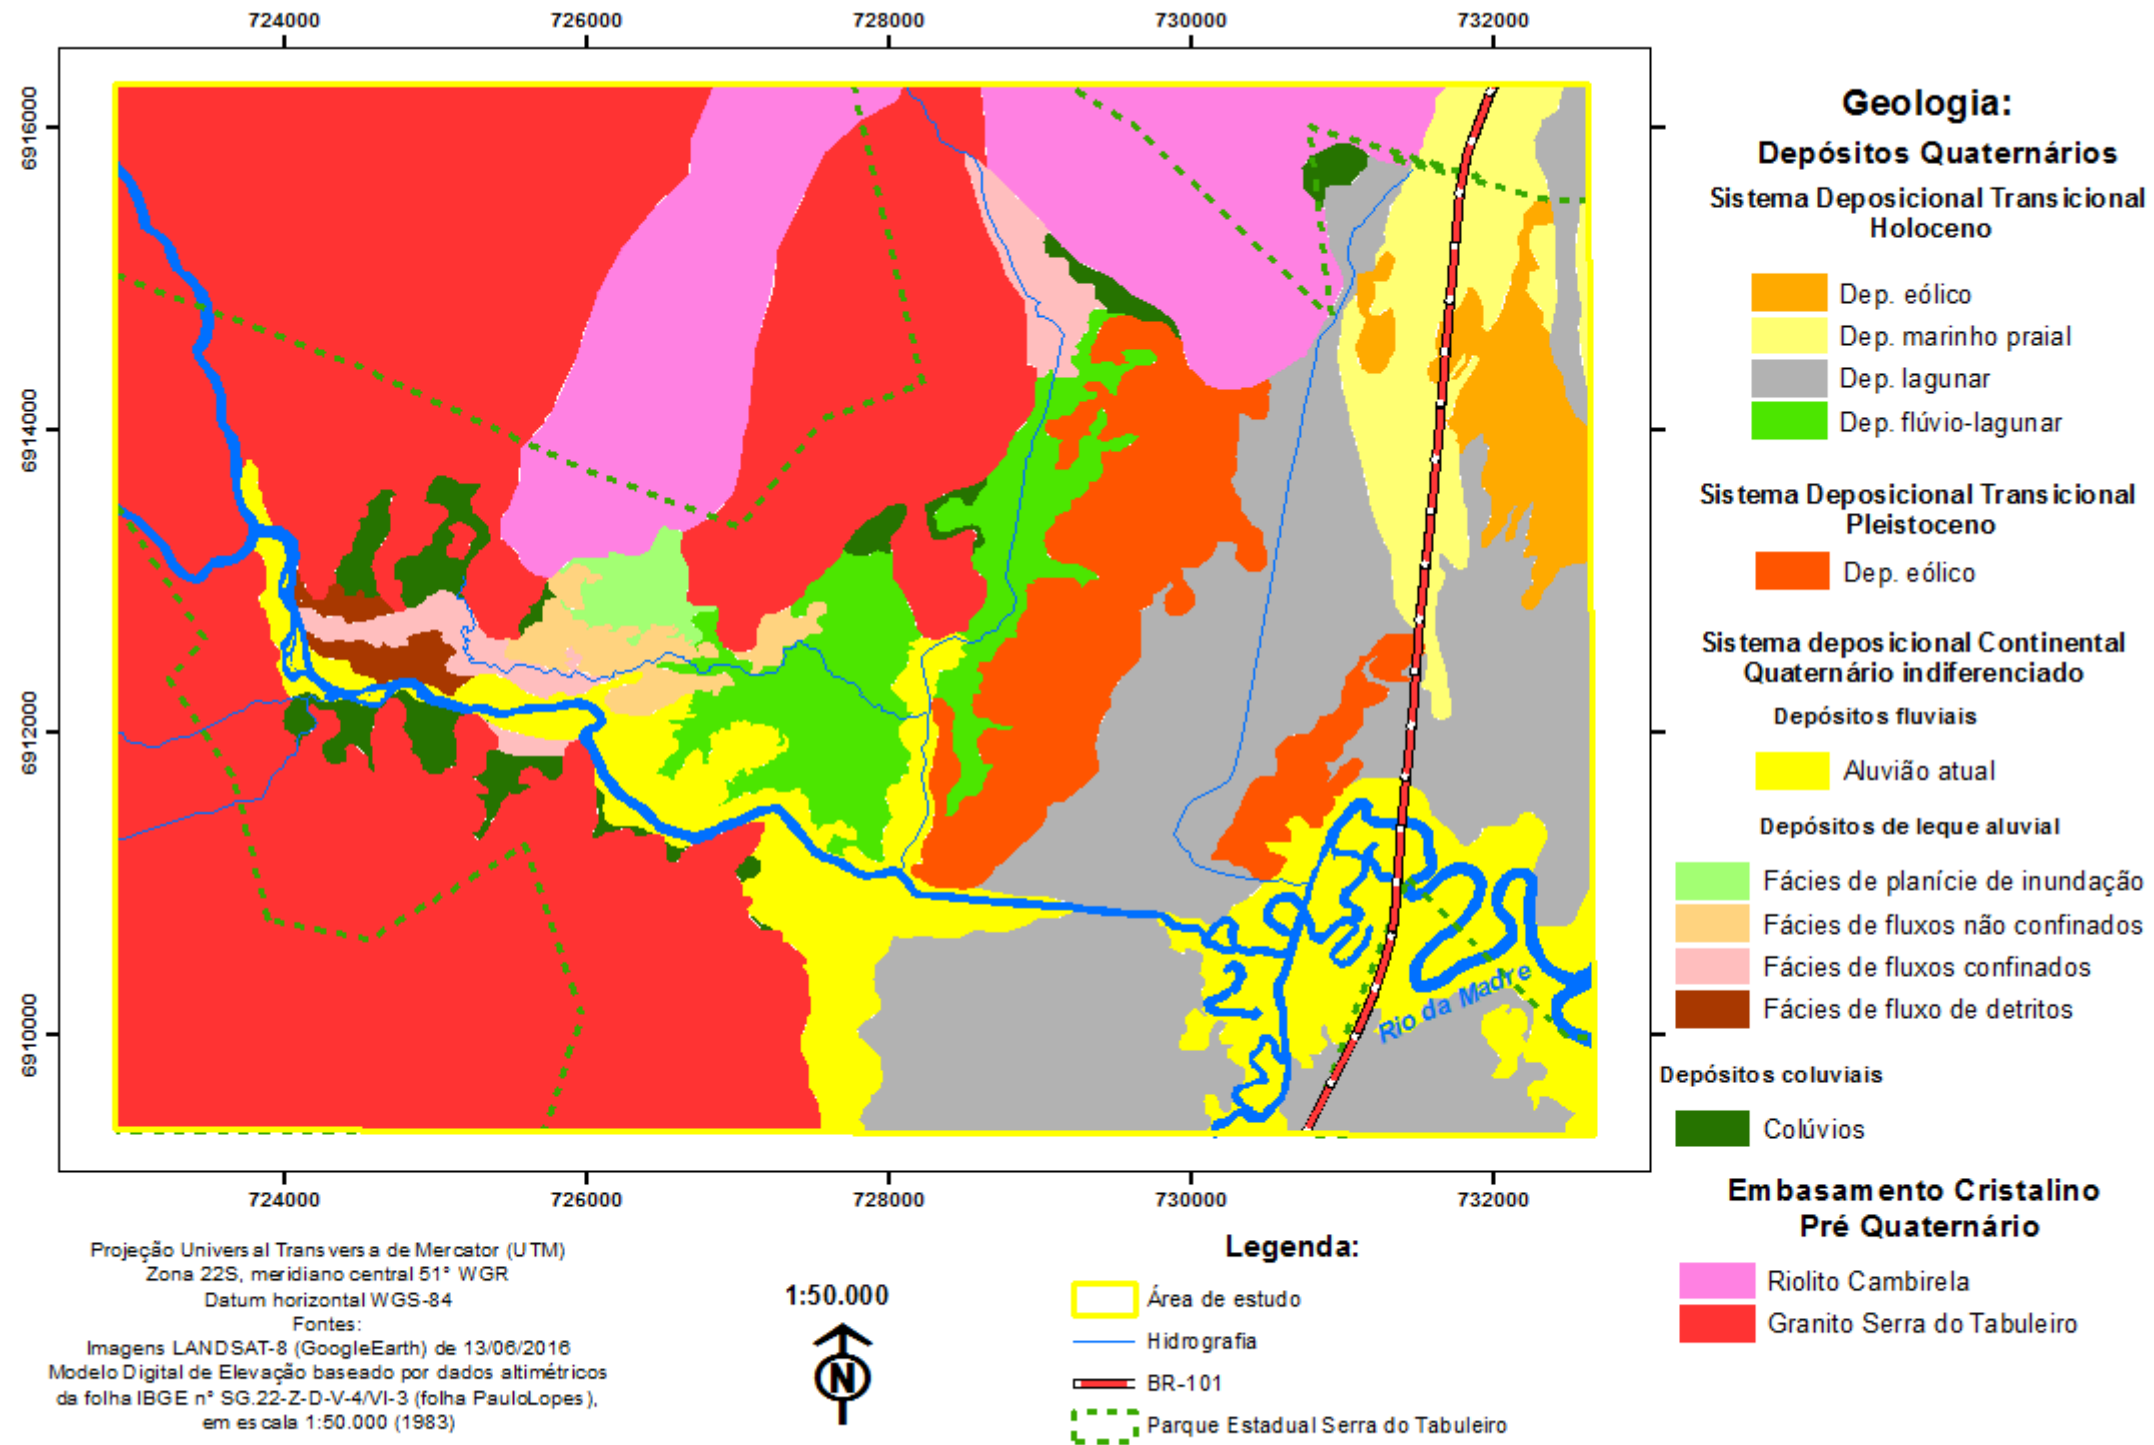 724000
726000
728000
730000
732000
6916000
6914000
6912000
6910000
Rio da Madre
724000
726000
728000
730000
732000
Geologia:
Depósitos Quaternários
Sistema Deposicional Transicional
Holoceno
Dep. eólico
Dep. marinho praial
Dep. lagunar
Dep. flúvio-lagunar
Sistema Deposicional Transicional
Pleistoceno
Dep. eólico
Sistema deposicional Continental
Quaternário indiferenciado
Depósitos fluviais
Aluvião atual
Depósitos de leque aluvial
Fácies de planície de inundação
Fácies de fluxos não confinados
Fácies de fluxos confinados
Fácies de fluxo de detritos
Depósitos coluviais
Colúvios
Embasamento Cristalino
Pré Quaternário
Riolito Cambirela
Granito Serra do Tabuleiro
Projeção Universal Transversa de Mercator (UTM)
Zona 22S, meridiano central 51° WGR
Datum horizontal WGS-84
Fontes:
Imagens LANDSAT-8 (GoogleEarth) de 13/06/2016
Modelo Digital de Elevação baseado por dados altimétricos
da folha IBGE n° SG.22-Z-D-V-4/VI-3 (folha PauloLopes),
em escala 1:50.000 (1983)
1:50.000
N
Legenda:
Área de estudo
Hidrografia
BR-101
Parque Estadual Serra do Tabuleiro